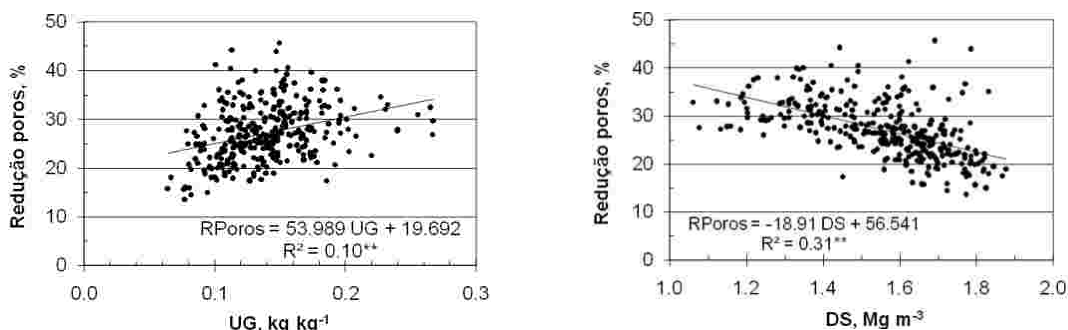 50
40
30
20
10
0
Redução poros, %
RPoros = 53.989 UG + 19.692
R² = 0.10**
0.0 0.1 0.2 0.3
UG, kg kg⁻¹
50
40
30
20
10
0
Redução poros, %
RPoros = -18.91 DS + 56.541
R² = 0.31**
1.0 1.2 1.4 1.6 1.8 2.0
DS, Mg m⁻³